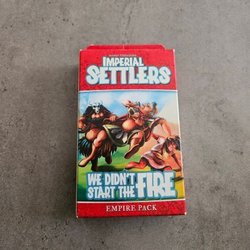 IMPERIAL
SETTLERS
WE DIDN'T
START THE FIRE
EMPIRE PACK